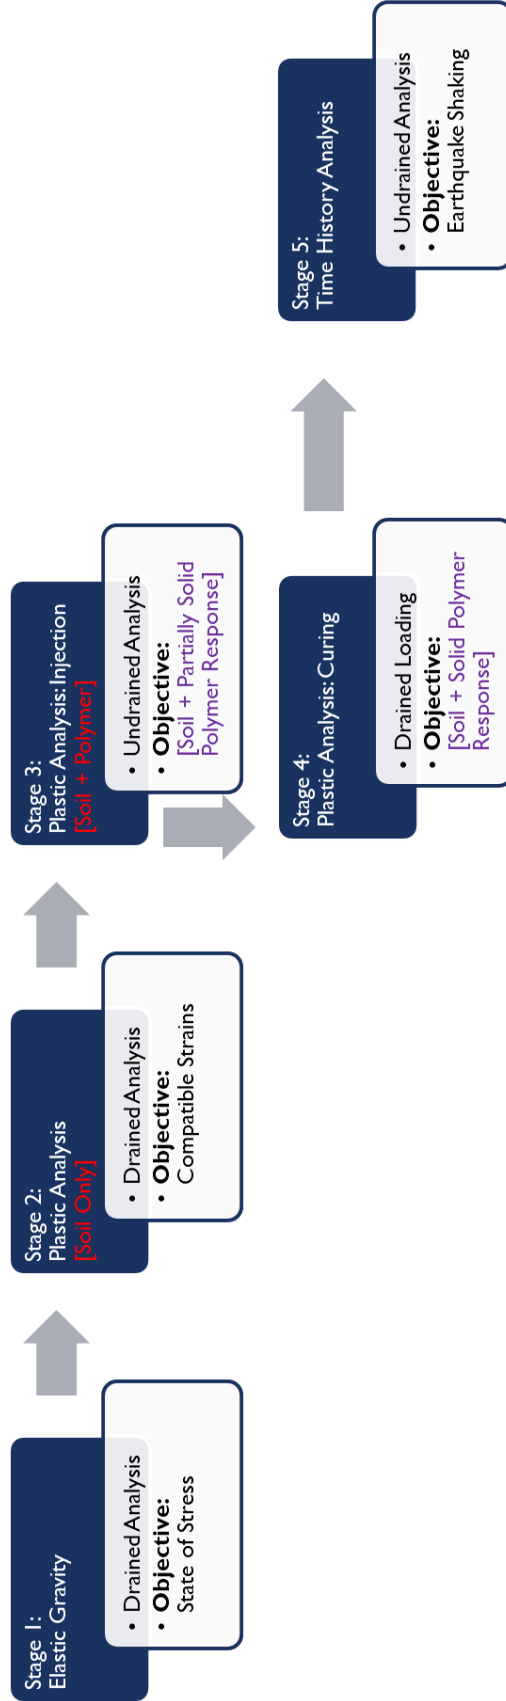 Stage 1:
Elastic Gravity
• Drained Analysis
• Objective:
State of Stress
Stage 2:
Plastic Analysis
[Soil Only]
• Drained Analysis
• Objective:
Compatible Strains
Stage 3:
Plastic Analysis: Injection
[Soil + Polymer]
• Undrained Analysis
• Objective:
[Soil + Partially Solid
Polymer Response]
Stage 4:
Plastic Analysis: Curing
• Drained Loading
• Objective:
[Soil + Solid Polymer
Response]
Stage 5:
Time History Analysis
• Undrained Analysis
• Objective:
Earthquake Shaking